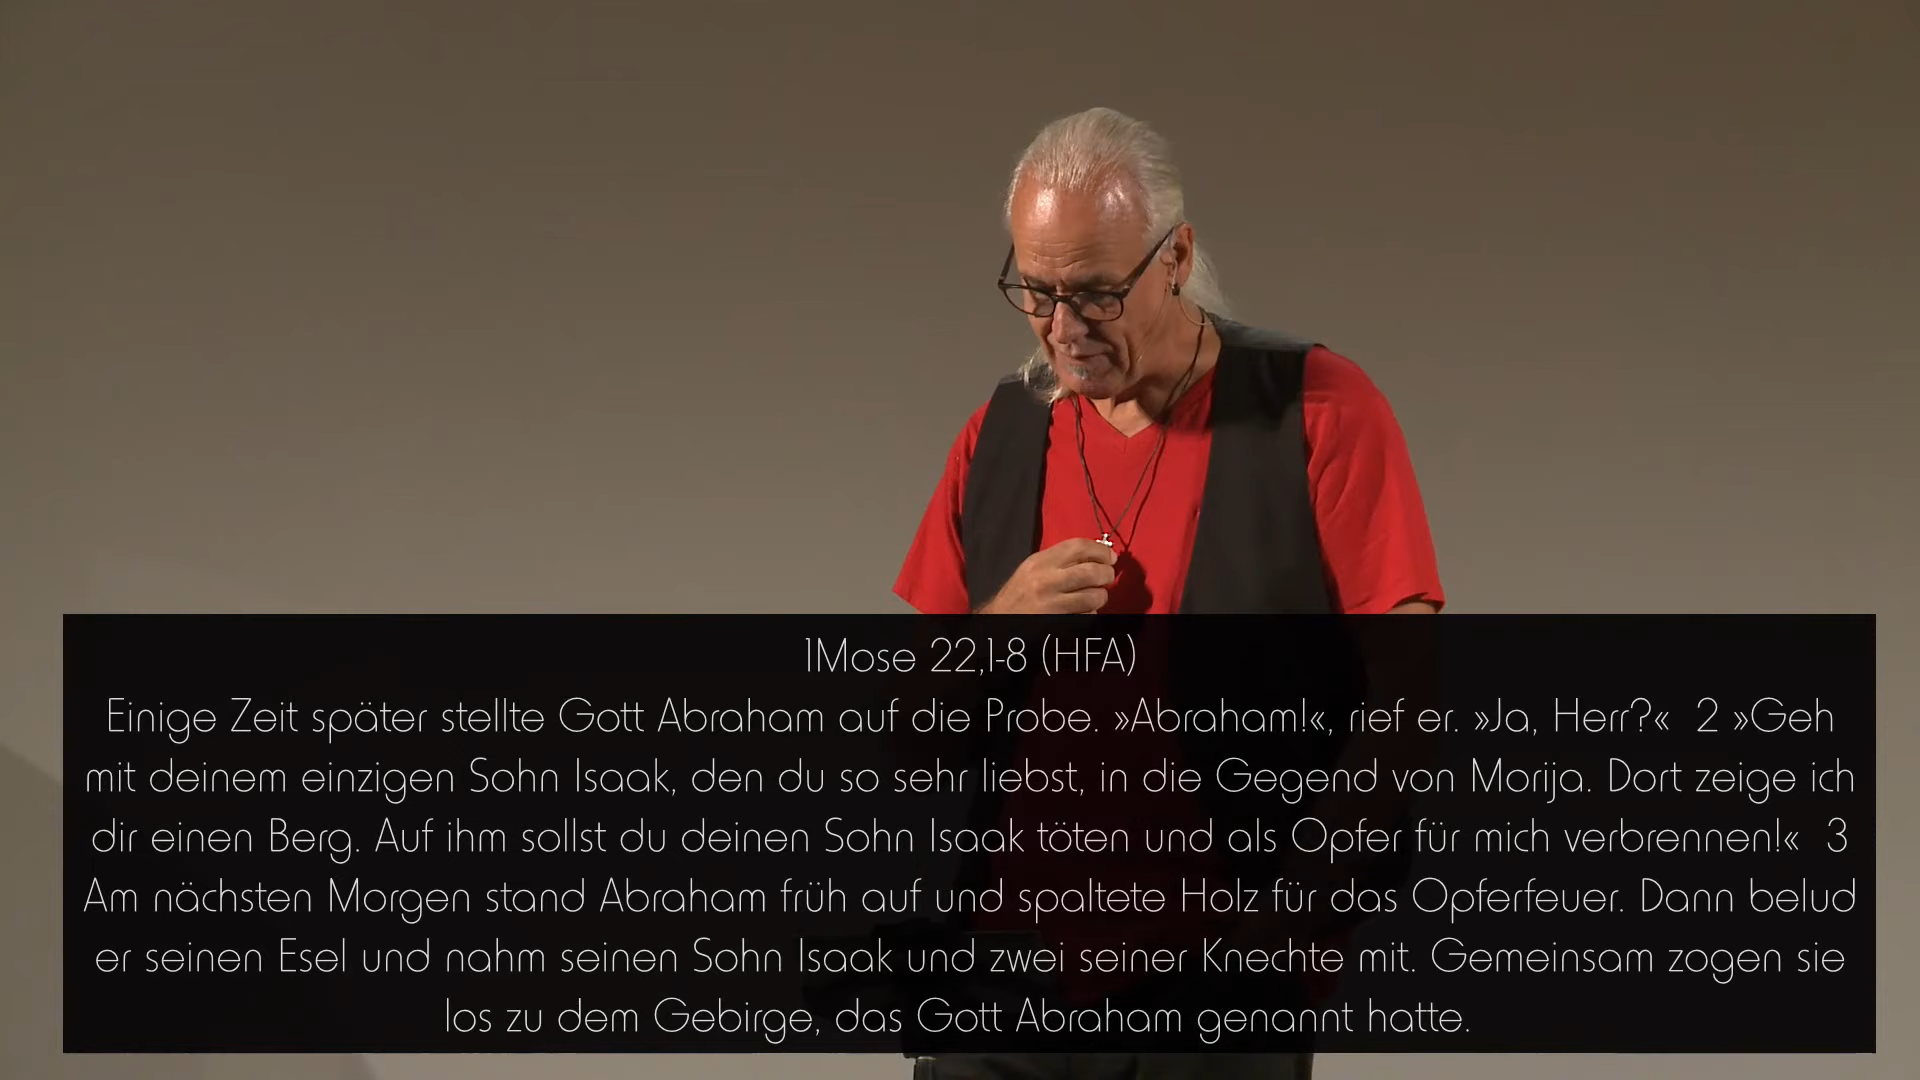 1Mose 22,1-8 (HFA)
Einige Zeit später stellte Gott Abraham auf die Probe. »Abraham!«, rief er. »Ja, Herr?«  2 »Geh
mit deinem einzigen Sohn Isaak, den du so sehr liebst, in die Gegend von Morija. Dort zeige ich
dir einen Berg. Auf ihm sollst du deinen Sohn Isaak töten und als Opfer für mich verbrennen!«  3
Am nächsten Morgen stand Abraham früh auf und spaltete Holz für das Opferfeuer. Dann belud
er seinen Esel und nahm seinen Sohn Isaak und zwei seiner Knechte mit. Gemeinsam zogen sie
los zu dem Gebirge, das Gott Abraham genannt hatte.